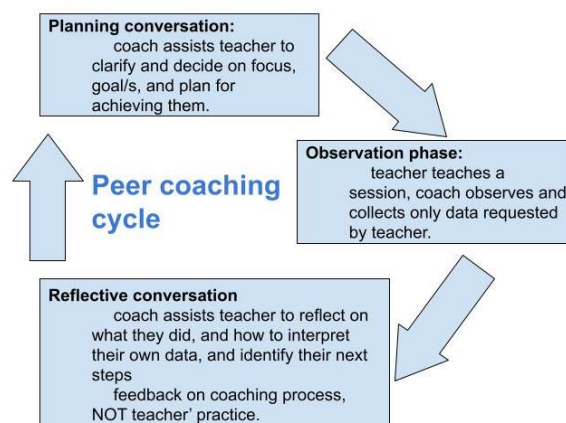 Planning conversation:
coach assists teacher to
clarify and decide on focus,
goal/s, and plan for
achieving them.
Observation phase:
teacher teaches a
session, coach observes and
collects only data requested
by teacher.
Peer coaching
cycle
Reflective conversation
coach assists teacher to reflect on
what they did, and how to interpret
their own data, and identify their next
steps
feedback on coaching process,
NOT teacher' practice.